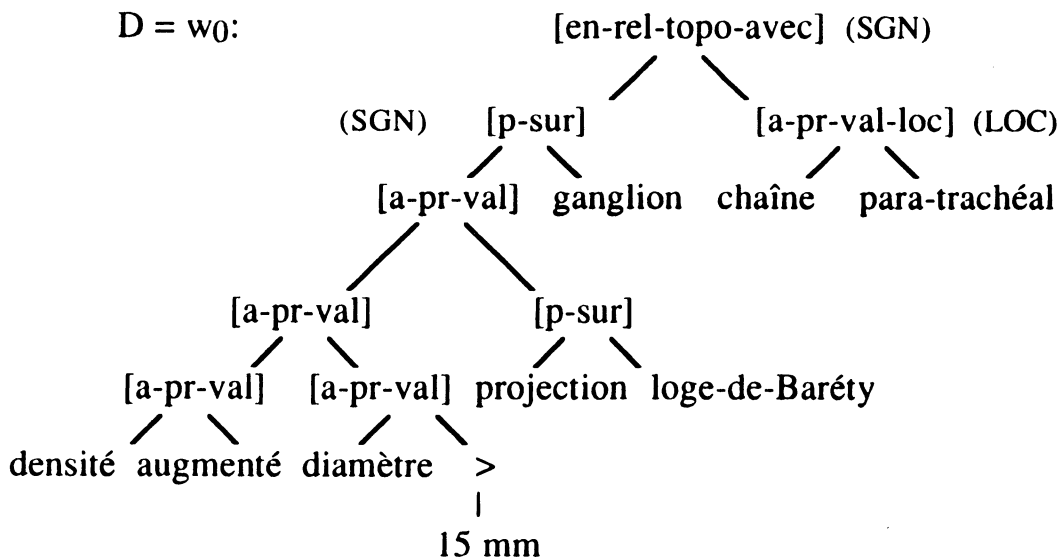 D = w0: [en-rel-topo-avec] (SGN)
(SGN) [p-sur] [a-pr-val-loc] (LOC)
[a-pr-val] ganglion chaîne para-trachéal
[a-pr-val] [p-sur]
[a-pr-val] [a-pr-val] projection loge-de-Baréty
densité augmenté diamètre >
15 mm